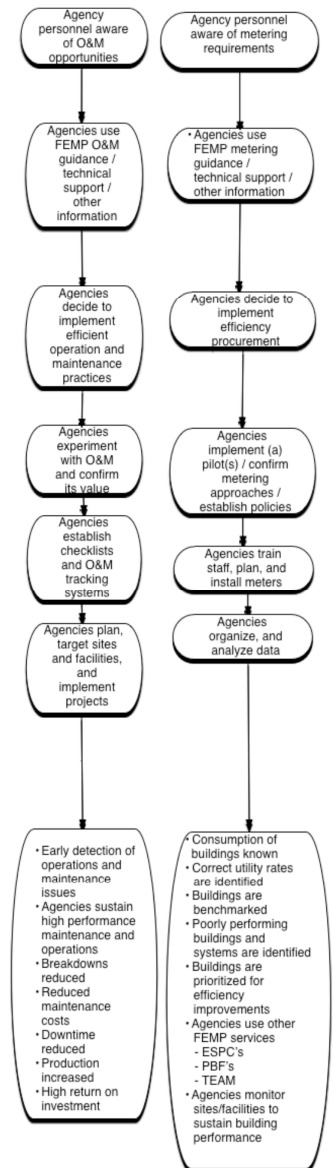 Agency
personnel aware
of O&M
opportunities
Agencies use
FEMP O&M
guidance /
technical
support /
other
information
Agencies
decide to
implement
efficient
operation and
maintenance
practices
Agencies
experiment
with O&M
and confirm
its value
Agencies
establish
checklists
and O&M
tracking
systems
Agencies plan,
target sites
and facilities,
and
implement
projects
• Early detection of
operations and
maintenance
issues
• Agencies sustain
high performance
maintenance and
operations
• Breakdowns
reduced
• Reduced
maintenance
costs
• Downtime
reduced
• Production
increased
• High return on
investment
Agency personnel
aware of metering
requirements
• Agencies use
FEMP metering
guidance /
technical support /
other information
Agencies decide to
implement
efficiency
procurement
Agencies
implement (a)
pilot(s) / confirm
metering
approaches /
establish policies
Agencies train
staff, plan, and
install meters
Agencies
organize, and
analyze data
• Consumption of
buildings known
• Correct utility rates
are identified
• Buildings are
benchmarked
• Poorly performing
buildings and
systems are identified
• Buildings are
prioritized for
efficiency
improvements
• Agencies use other
FEMP services
- ESPC's
- PBF's
- TEAM
• Agencies monitor
sites/facilities to
sustain building
performance